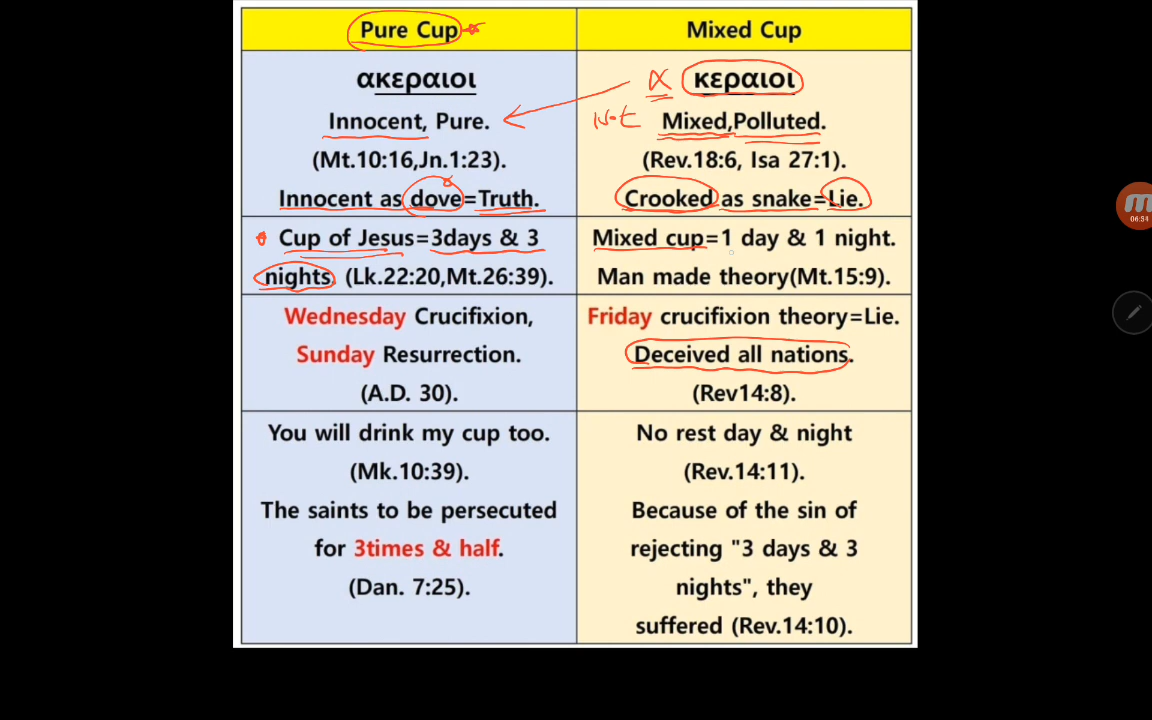 Pure Cup
Mixed Cup
ακεραιοι
Innocent, Pure.
(Mt.10:16,Jn.1:23).
Innocent as dove=Truth.
α κεραιοι
Not Mixed,Polluted.
(Rev.18:6, Isa 27:1).
Crooked as snake=Lie.
Cup of Jesus=3days & 3
nights (Lk.22:20,Mt.26:39).
Mixed cup=1 day & 1 night.
Man made theory(Mt.15:9).
Wednesday Crucifixion,
Sunday Resurrection.
(A.D. 30).
Friday crucifixion theory=Lie.
Deceived all nations.
(Rev14:8).
You will drink my cup too.
(Mk.10:39).
The saints to be persecuted
for 3times & half.
(Dan. 7:25).
No rest day & night
(Rev.14:11).
Because of the sin of
rejecting "3 days & 3
nights", they
suffered (Rev.14:10).